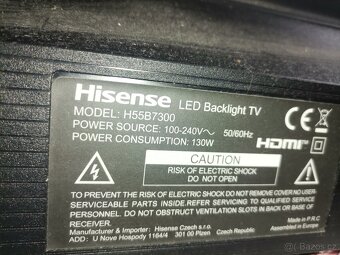 Hisense LED Backlight TV
MODEL: H55B7300
POWER SOURCE: 100-240V~ 50/60Hz
POWER CONSUMPTION: 130W
CE
HDMI
CAUTION
RISK OF ELECTRIC SHOCK
DO NOT OPEN
TO PREVENT THE RISK OF ELECTRIC SHOCK DO NOT REMOVE COVER NO USER-
SERVICEABLE PARTS INSIDE. REFER SERVICING TO QUALIFIED SERVICE
PERSONNEL. DO NOT OBSTRUCT VENTILATION SLOTS IN BACK OR BASE OF
RECEIVER.
Manufacturer & Importer: Hisense Czech s.r.o.
ADD: U Nove Hospody 1164/4 301 00 Plzen Czech Republic
Made in P.R.C
Assembled in Europe